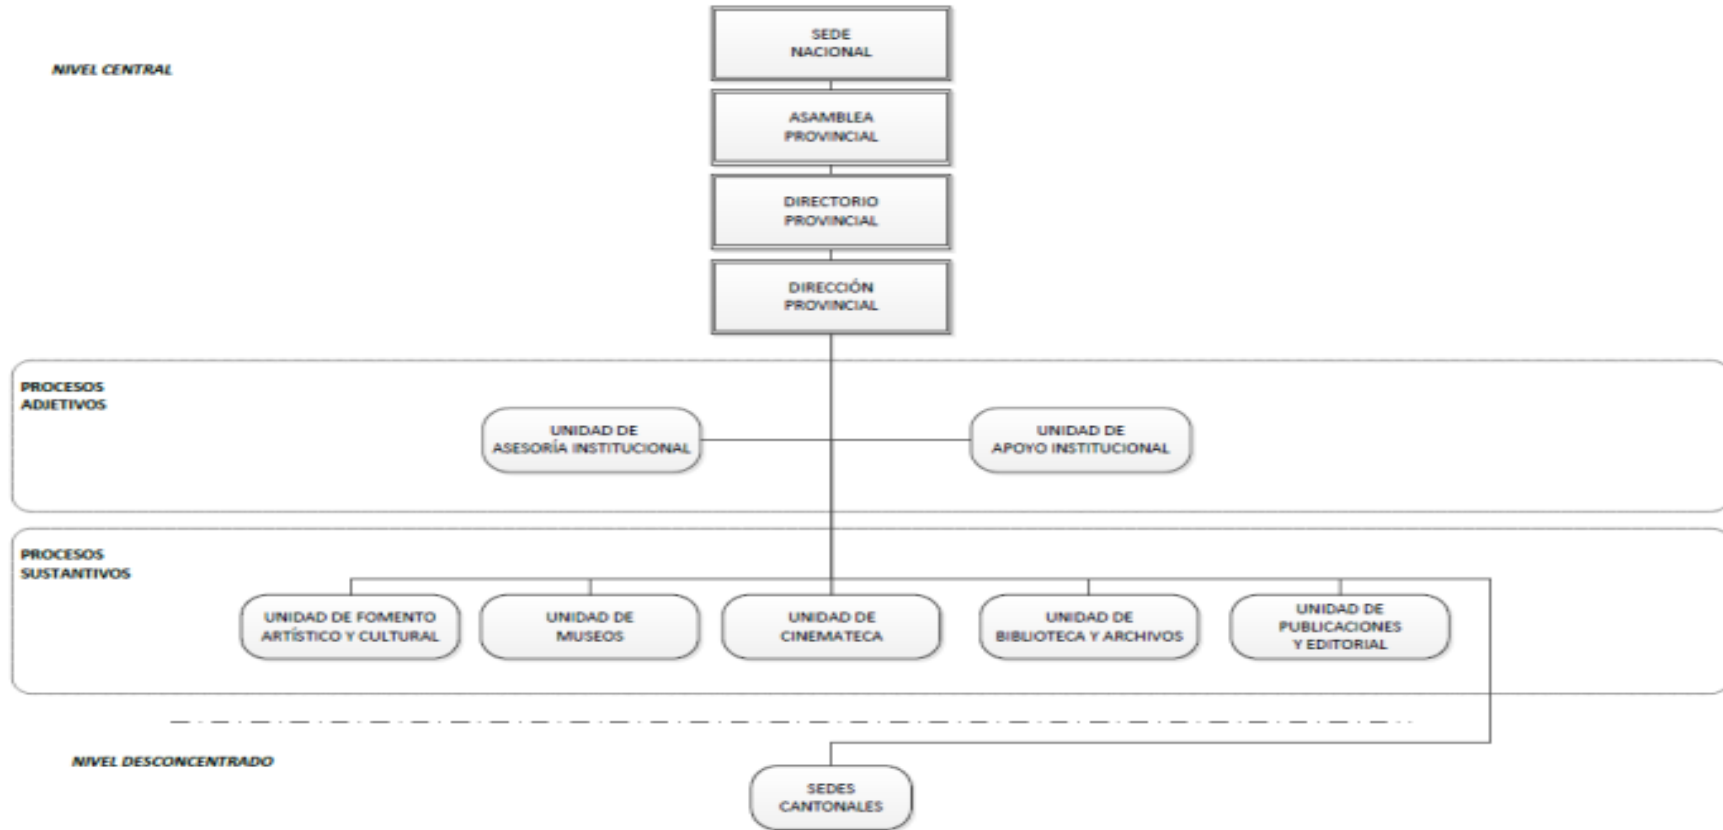 SEDE
NACIONAL
NIVEL CENTRAL
ASAMBLEA
PROVINCIAL
DIRECTORIO
PROVINCIAL
DIRECCIÓN
PROVINCIAL
PROCESOS
ADJETIVOS
UNIDAD DE
ASESORÍA INSTITUCIONAL
UNIDAD DE
APOYO INSTITUCIONAL
PROCESOS
SUSTANTIVOS
UNIDAD DE FOMENTO
ARTÍSTICO Y CULTURAL
UNIDAD DE
MUSEOS
UNIDAD DE
CINEMATECA
UNIDAD DE
BIBLIOTECA Y ARCHIVOS
UNIDAD DE
PUBLICACIONES
Y EDITORIAL
NIVEL DESCONCENTRADO
SEDES
CANTONALES